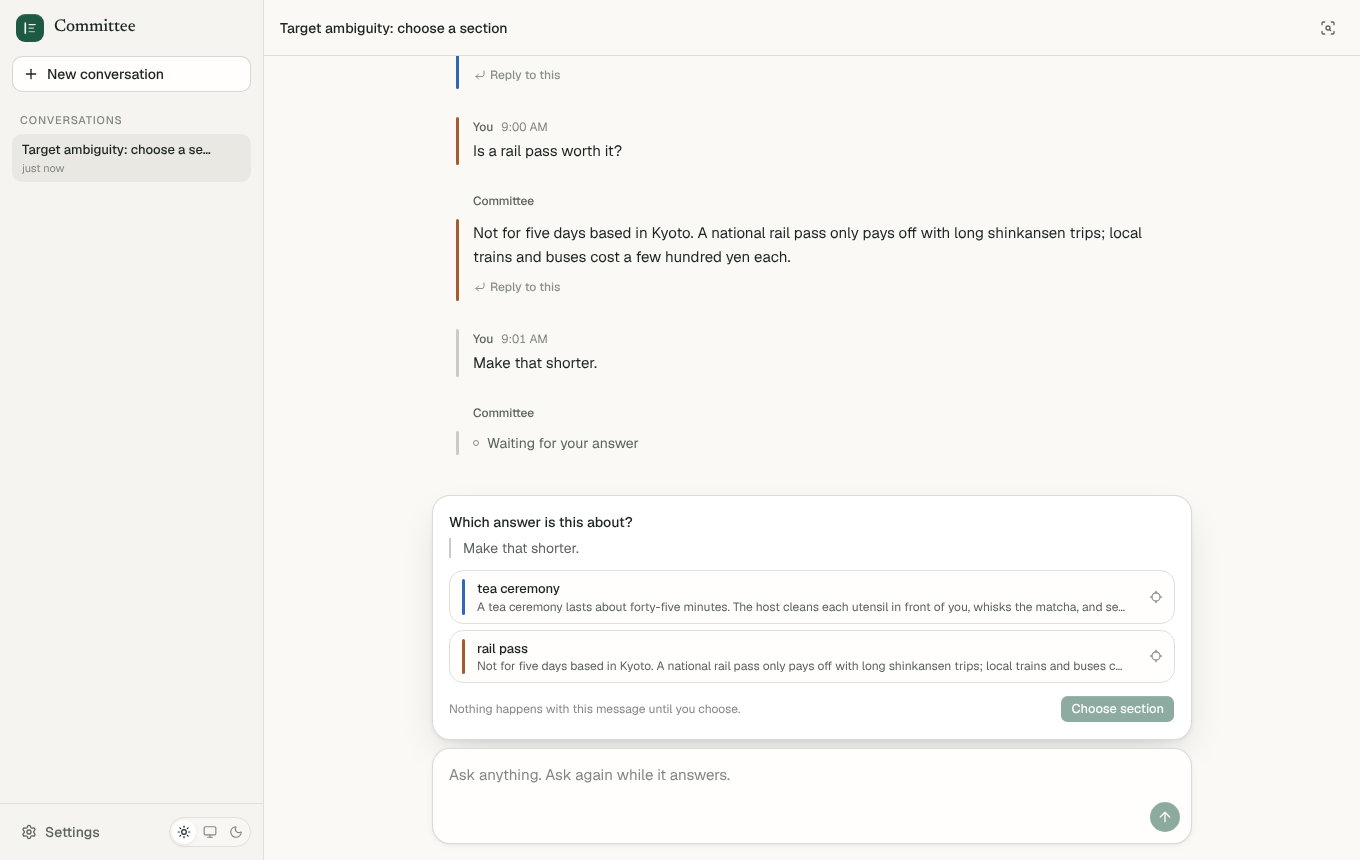 Committee
Target ambiguity: choose a section
New conversation
CONVERSATIONS
Target ambiguity: choose a se…
just now
Reply to this
You 9:00 AM
Is a rail pass worth it?
Committee
Not for five days based in Kyoto. A national rail pass only pays off with long shinkansen trips; local
trains and buses cost a few hundred yen each.
Reply to this
You 9:01 AM
Make that shorter.
Committee
Waiting for your answer
Which answer is this about?
Make that shorter.
tea ceremony
A tea ceremony lasts about forty-five minutes. The host cleans each utensil in front of you, whisks the matcha, and se…
rail pass
Not for five days based in Kyoto. A national rail pass only pays off with long shinkansen trips; local trains and buses c…
Nothing happens with this message until you choose.
Choose section
Ask anything. Ask again while it answers.
Settings